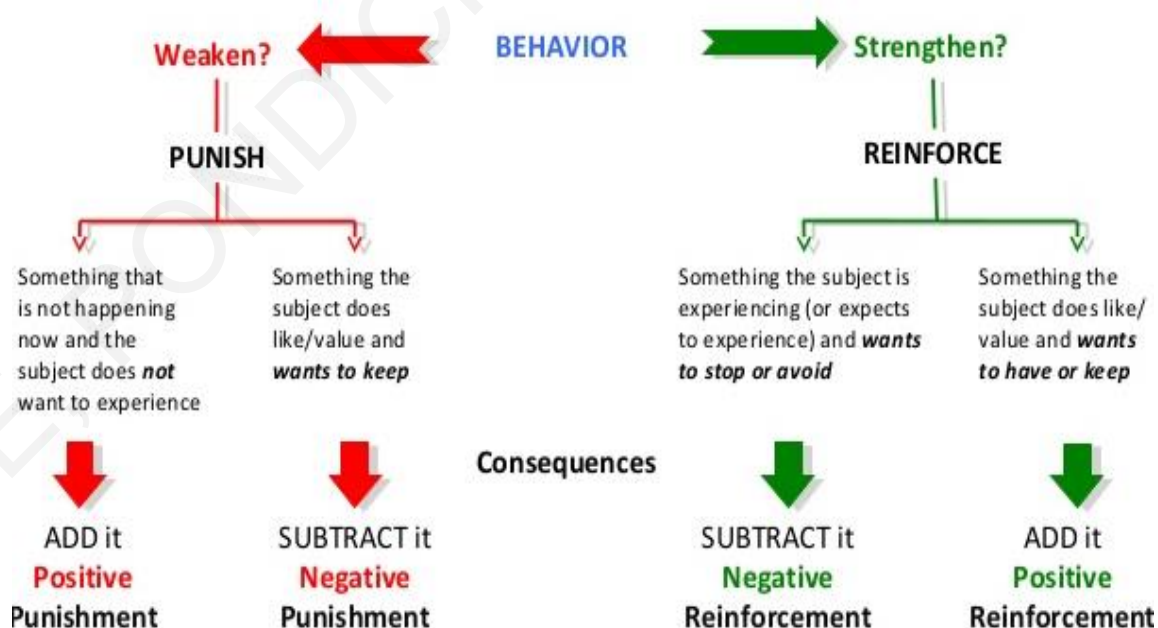 Weaken?
BEHAVIOR
Strengthen?
PUNISH
REINFORCE
Something that
is not happening
now and the
subject does not
want to experience
Something the
subject does
like/value and
wants to keep
Something the subject is
experiencing (or expects
to experience) and wants
to stop or avoid
Something the
subject does like/
value and wants
to have or keep
Consequences
ADD it
Positive
Punishment
SUBTRACT it
Negative
Punishment
SUBTRACT it
Negative
Reinforcement
ADD it
Positive
Reinforcement